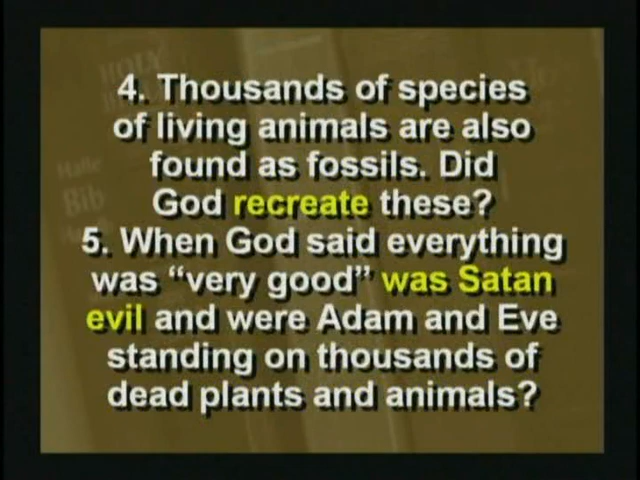 4. Thousands of species
of living animals are also
found as fossils. Did
God recreate these?
5. When God said everything
was “very good” was Satan
evil and were Adam and Eve
standing on thousands of
dead plants and animals?
HOLY
Bib